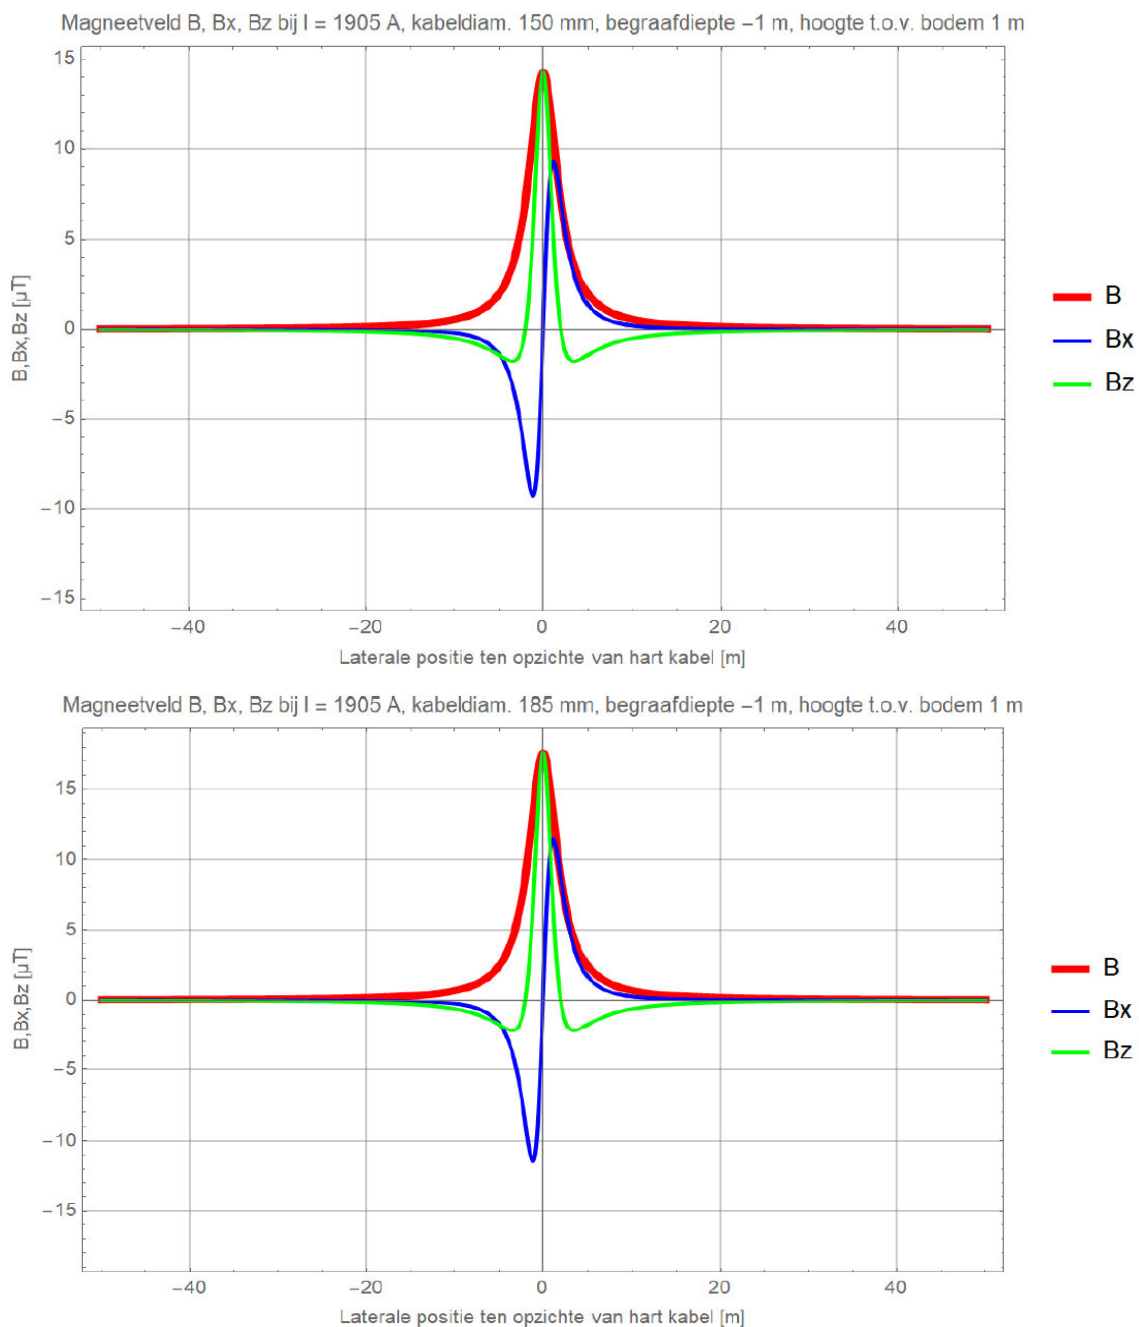 Magneetveld B, Bx, Bz bij I = 1905 A, kabeldiam. 150 mm, begraafdiepte −1 m, hoogte t.o.v. bodem 1 m
15
10
5
0
−5
−10
−15
B,Bx,Bz [µT]
−40 −20 0 20 40
Laterale positie ten opzichte van hart kabel [m]
B
Bx
Bz
Magneetveld B, Bx, Bz bij I = 1905 A, kabeldiam. 185 mm, begraafdiepte −1 m, hoogte t.o.v. bodem 1 m
15
10
5
0
−5
−10
−15
B,Bx,Bz [µT]
−40 −20 0 20 40
Laterale positie ten opzichte van hart kabel [m]
B
Bx
Bz